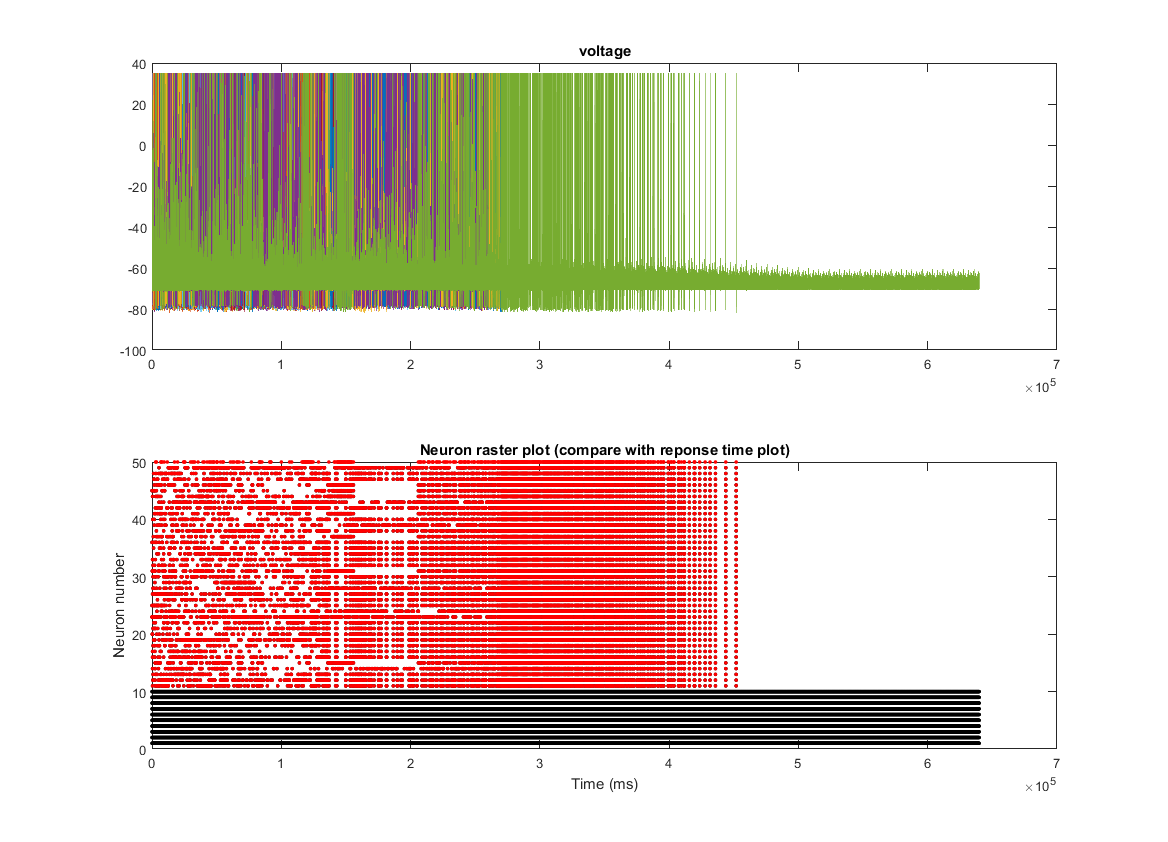 voltage
40
20
0
-20
-40
-60
-80
-100
0 1 2 3 4 5 6 7
×10^5
Neuron raster plot (compare with reponse time plot)
50
40
30
20
10
0
Neuron number
0 1 2 3 4 5 6 7
Time (ms)
×10^5